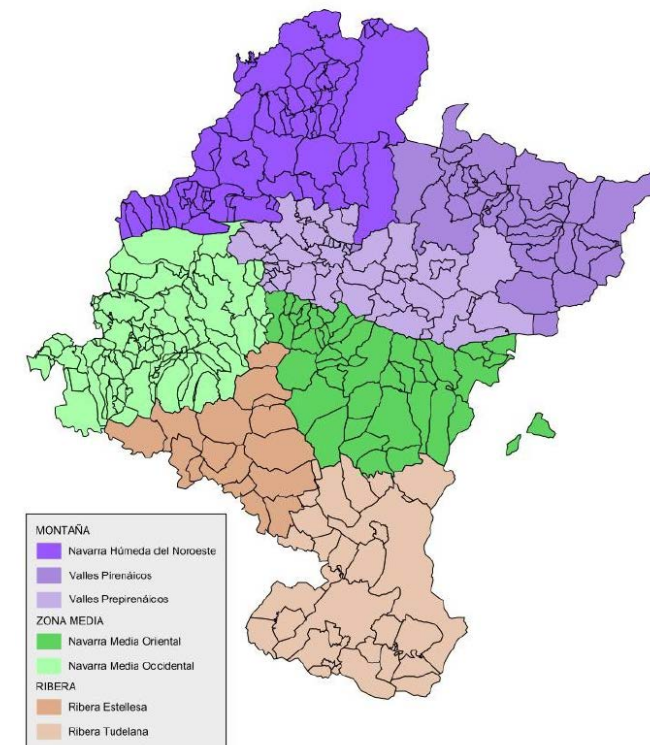 MONTAÑA
Navarra Húmeda del Noroeste
Valles Pirenáicos
Valles Prepirenáicos
ZONA MEDIA
Navarra Media Oriental
Navarra Media Occidental
RIBERA
Ribera Estellesa
Ribera Tudelana